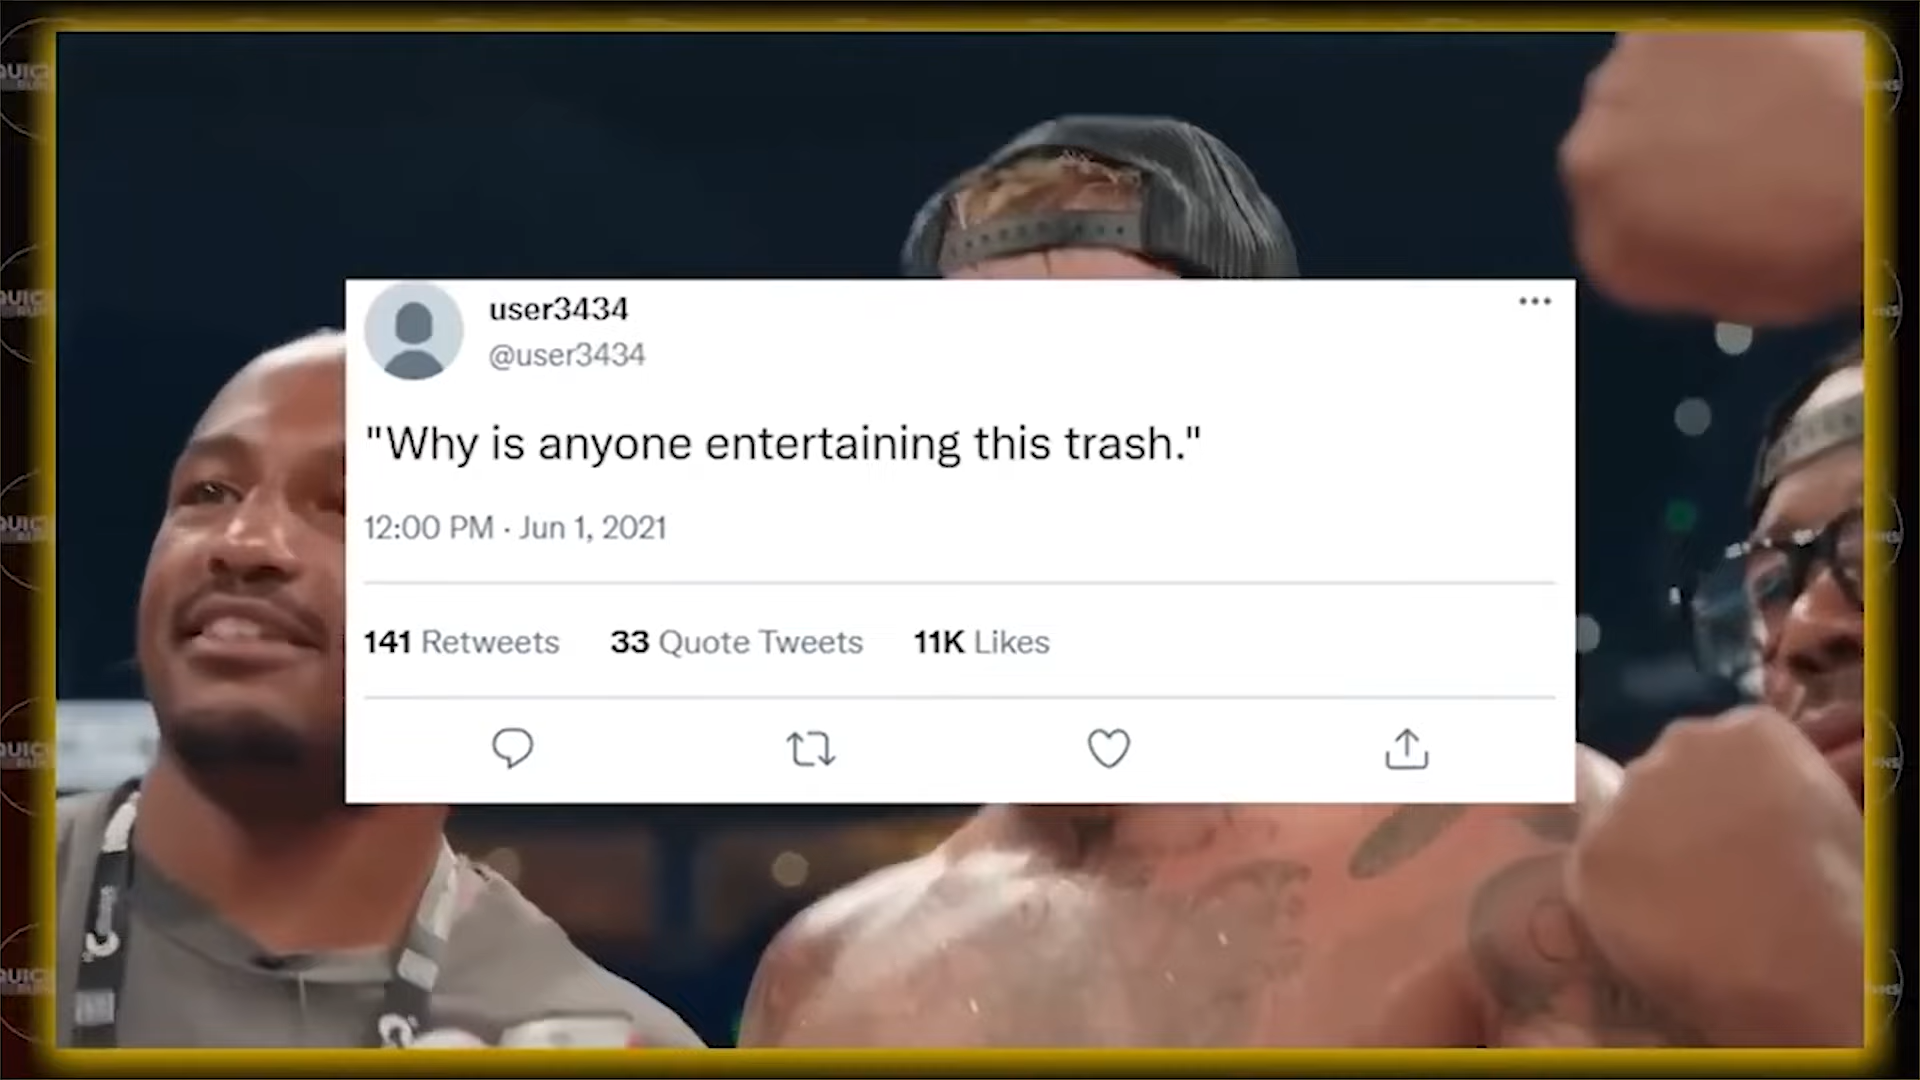 user3434
@user3434
"Why is anyone entertaining this trash."
12:00 PM · Jun 1, 2021
141 Retweets 33 Quote Tweets 11K Likes